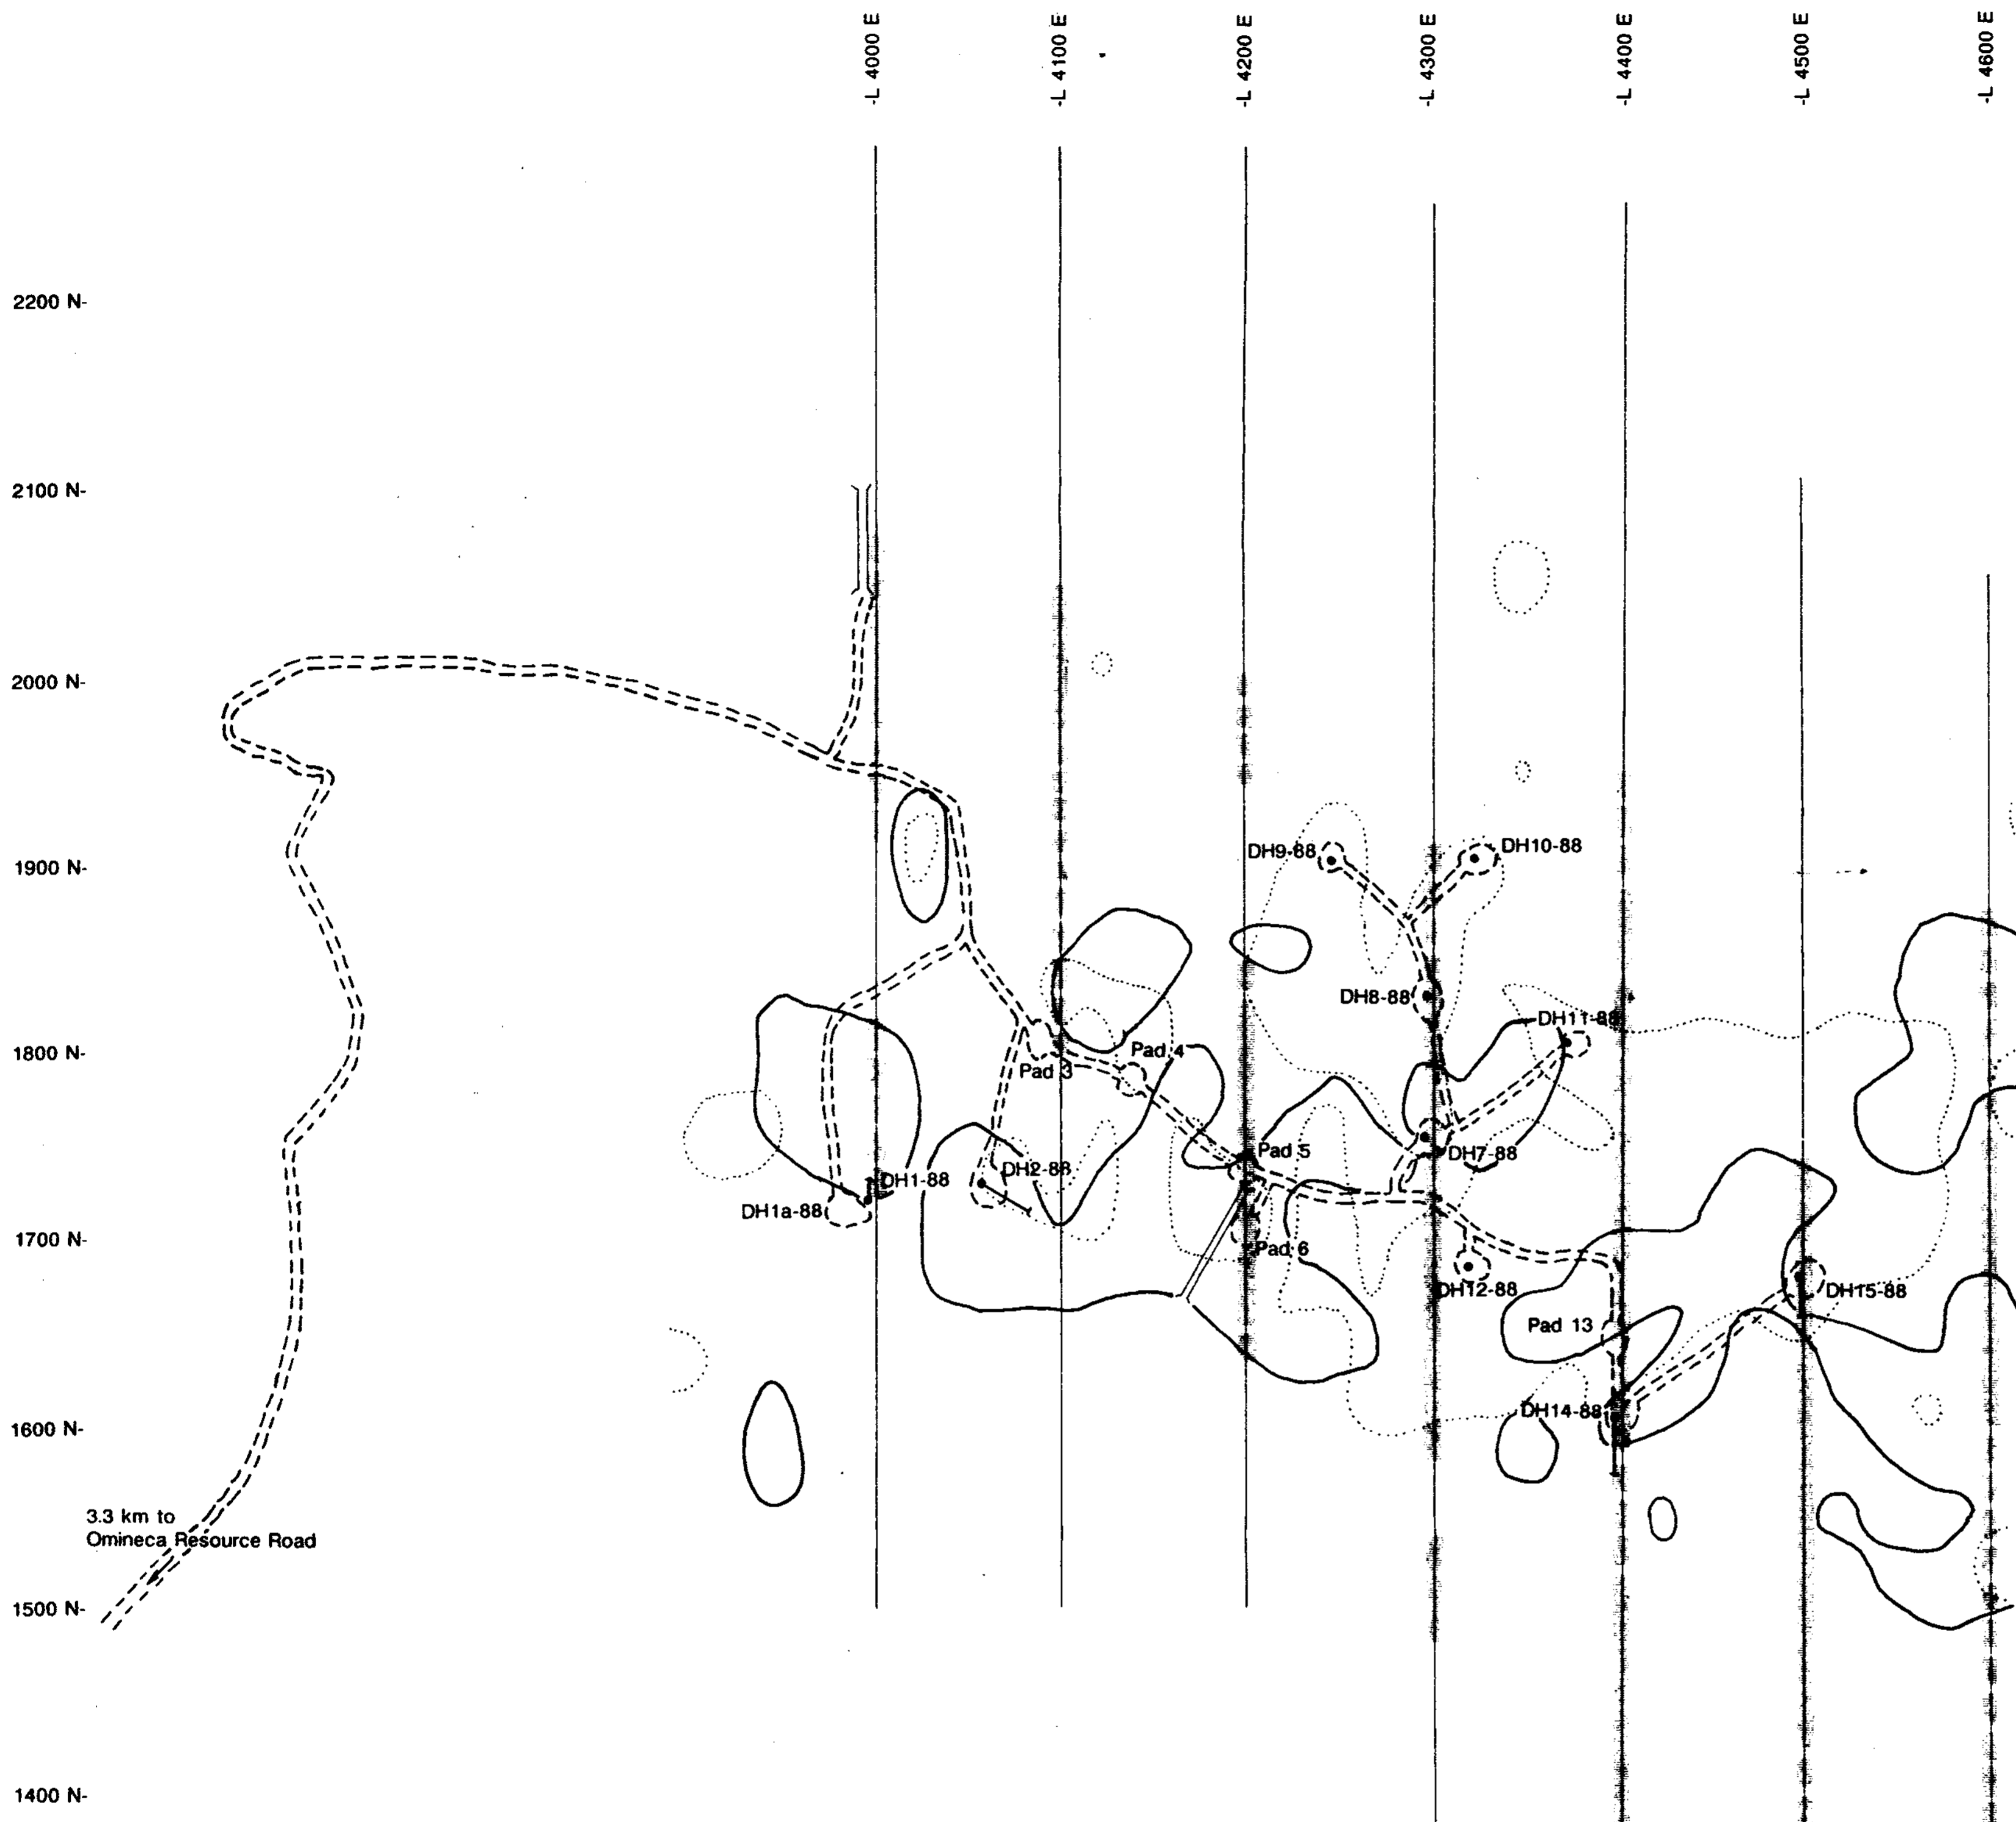 -L 4000 E
-L 4100 E
-L 4200 E
-L 4300 E
-L 4400 E
-L 4500 E
-L 4600 E
2200 N-
2100 N-
2000 N-
1900 N-
DH9-88
DH10-88
DH8-88
DH11-88
1800 N-
Pad 4
Pad 3
Pad 5
DH7-88
DH2-88
DH1-88
DH1a-88
1700 N-
Pad 6
DH12-88
DH15-88
Pad 13
DH14-88
1600 N-
3.3 km to
Omineca Resource Road
1500 N-
1400 N-